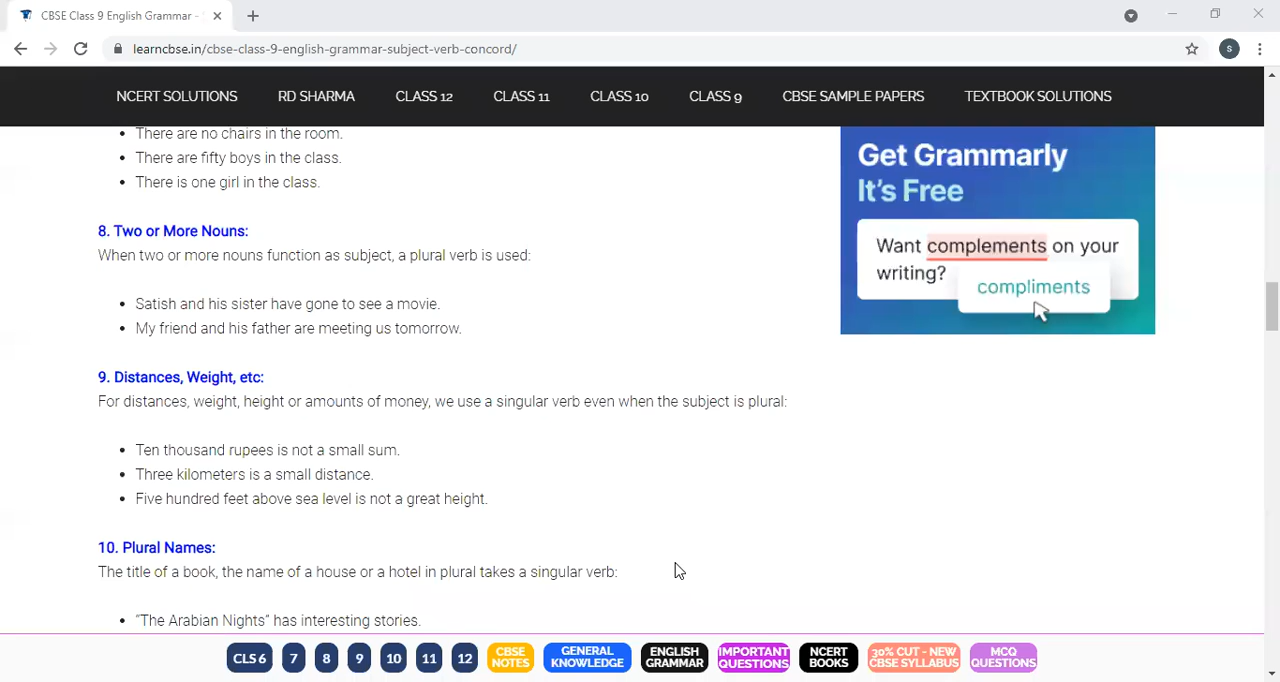 CBSE Class 9 English Grammar -
learncbse.in/cbse-class-9-english-grammar-subject-verb-concord/
S
NCERT SOLUTIONS RD SHARMA CLASS 12 CLASS 11 CLASS 10 CLASS 9 CBSE SAMPLE PAPERS TEXTBOOK SOLUTIONS
• There are no chairs in the room.
• There are fifty boys in the class.
• There is one girl in the class.
8. Two or More Nouns:
When two or more nouns function as subject, a plural verb is used:
• Satish and his sister have gone to see a movie.
• My friend and his father are meeting us tomorrow.
9. Distances, Weight, etc:
For distances, weight, height or amounts of money, we use a singular verb even when the subject is plural:
• Ten thousand rupees is not a small sum.
• Three kilometers is a small distance.
• Five hundred feet above sea level is not a great height.
10. Plural Names:
The title of a book, the name of a house or a hotel in plural takes a singular verb:
• “The Arabian Nights” has interesting stories.
Get Grammarly
It's Free
Want complements on your
writing?
compliments
CLS 6 7 8 9 10 11 12
CBSE
NOTES
GENERAL
KNOWLEDGE
ENGLISH
GRAMMAR
IMPORTANT
QUESTIONS
NCERT
BOOKS
30% CUT - NEW
CBSE SYLLABUS
MCQ
QUESTIONS